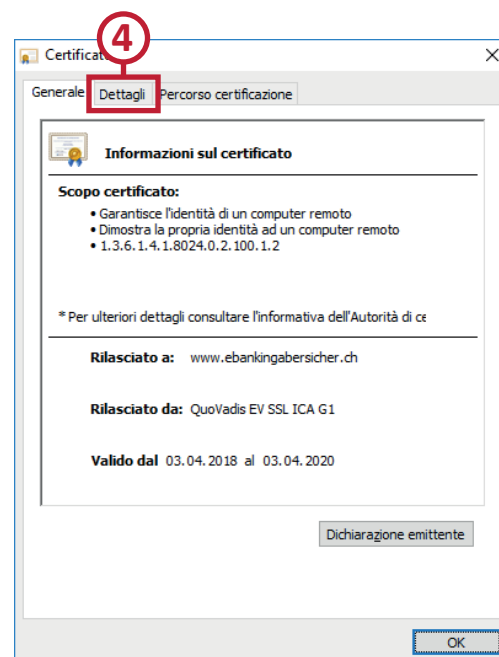 4
Certificato
Generale Dettagli Percorso certificazione
Informazioni sul certificato
Scopo certificato:
• Garantisce l'identità di un computer remoto
• Dimostra la propria identità ad un computer remoto
• 1.3.6.1.4.1.8024.0.2.100.1.2
* Per ulteriori dettagli consultare l'informativa dell'Autorità di ce
Rilasciato a: www.ebankingabersicher.ch
Rilasciato da: QuoVadis EV SSL ICA G1
Valido dal 03.04.2018 al 03.04.2020
Dichiarazione emittente
OK